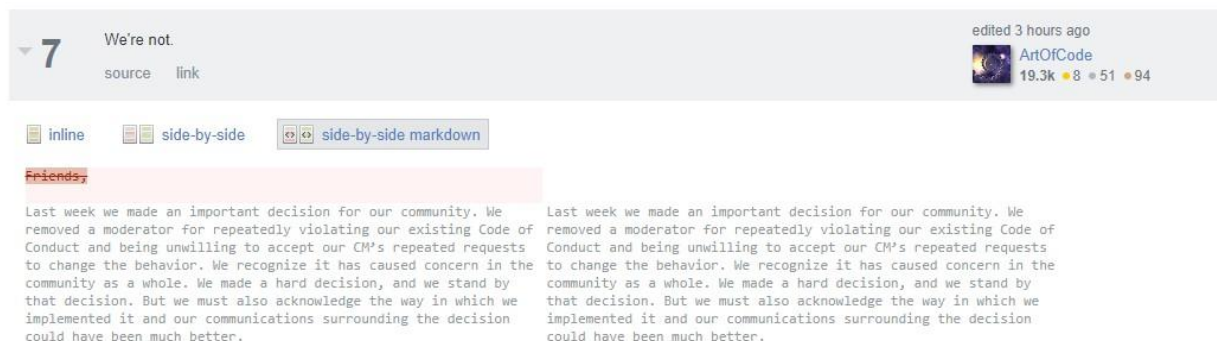 edited 3 hours ago
7
We're not.
ArtOfCode
source link
19.3k 8 51 94
inline side-by-side side-by-side markdown
Friends,
Last week we made an important decision for our community. We
removed a moderator for repeatedly violating our existing Code of
Conduct and being unwilling to accept our CM’s repeated requests
to change the behavior. We recognize it has caused concern in the
community as a whole. We made a hard decision, and we stand by
that decision. But we must also acknowledge the way in which we
implemented it and our communications surrounding the decision
could have been much better.
Last week we made an important decision for our community. We
removed a moderator for repeatedly violating our existing Code of
Conduct and being unwilling to accept our CM’s repeated requests
to change the behavior. We recognize it has caused concern in the
community as a whole. We made a hard decision, and we stand by
that decision. But we must also acknowledge the way in which we
implemented it and our communications surrounding the decision
could have been much better.